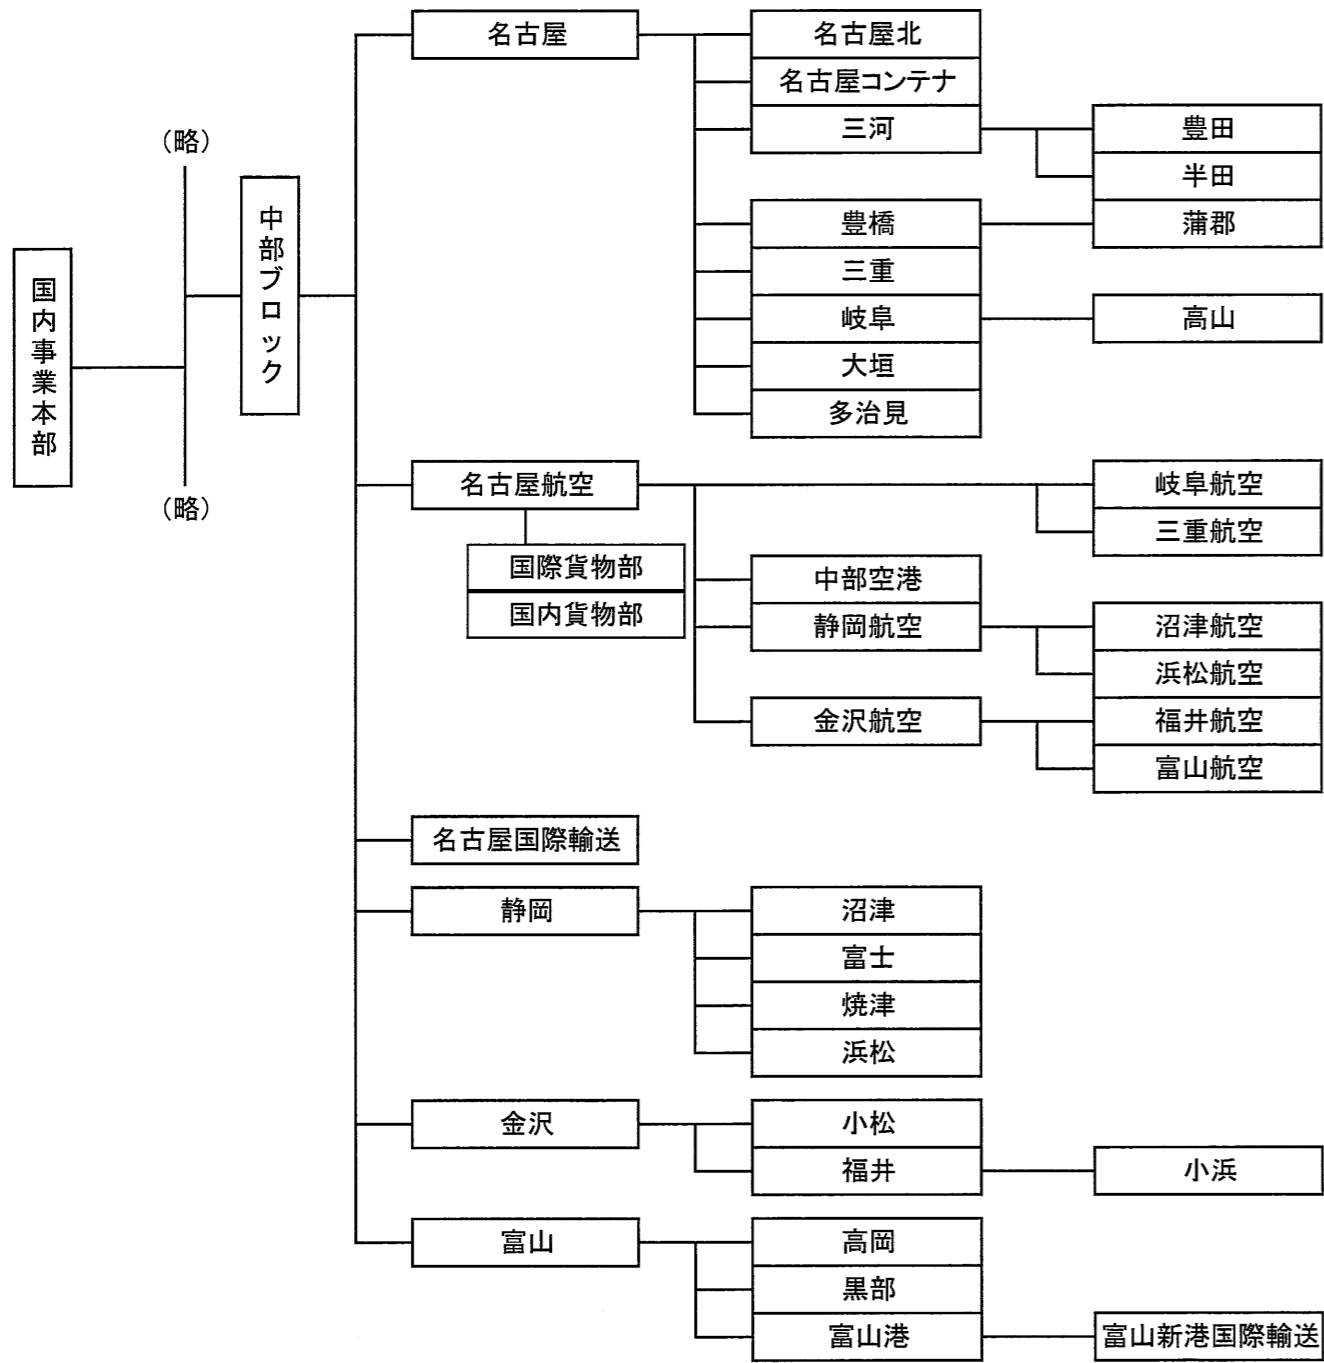 国内事業本部
(略)
(略)
中部ブロック
名古屋
名古屋北
名古屋コンテナ
三河
豊田
半田
豊橋
蒲郡
三重
岐阜
高山
大垣
多治見
名古屋航空
国際貨物部
国内貨物部
岐阜航空
三重航空
中部空港
静岡航空
沼津航空
浜松航空
金沢航空
福井航空
富山航空
名古屋国際輸送
静岡
沼津
富士
焼津
浜松
金沢
小松
福井
小浜
富山
高岡
黒部
富山港
富山新港国際輸送